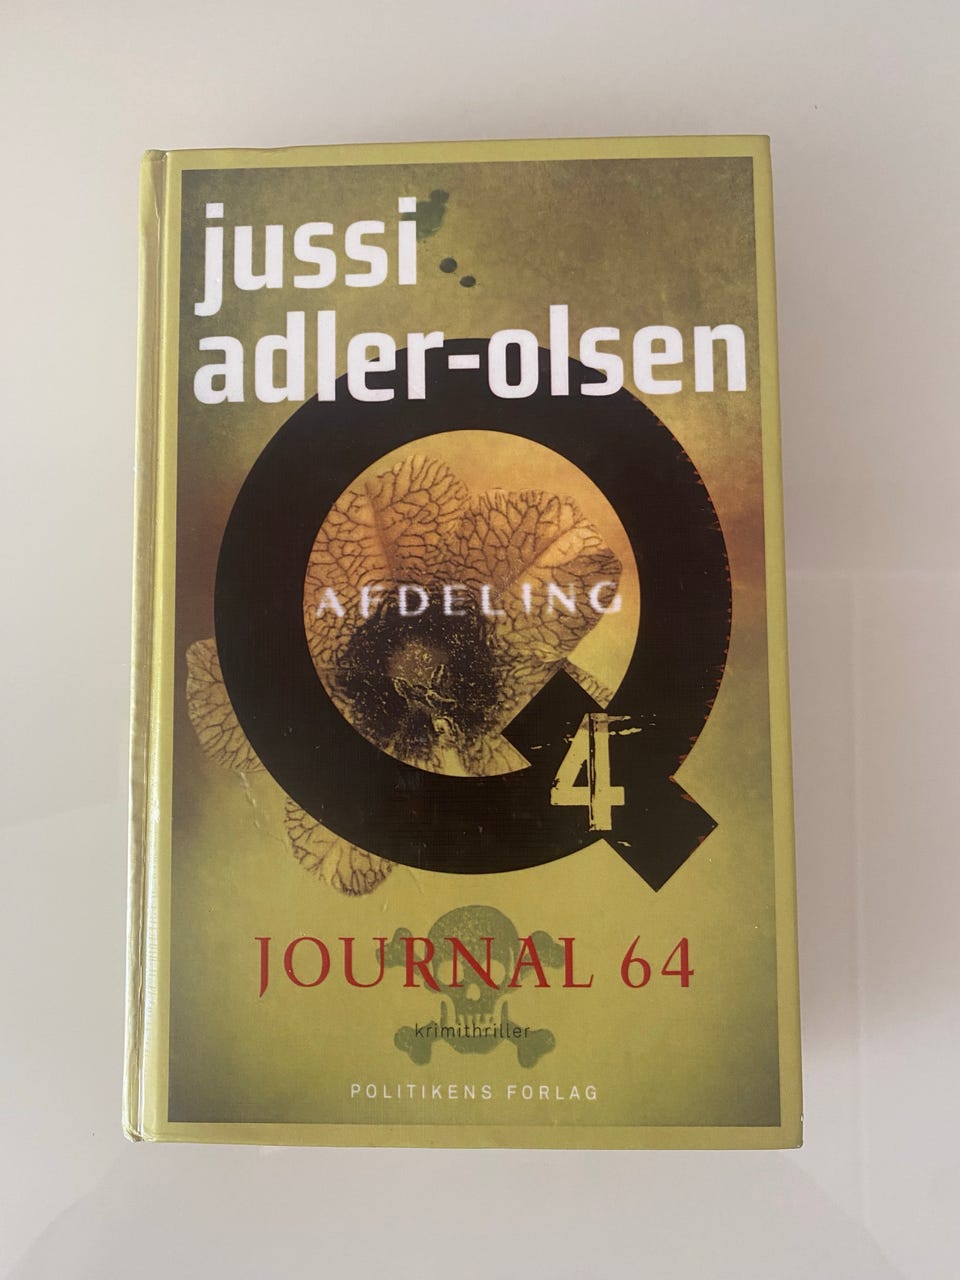 jussi
adler-olsen
Q
AFDELING
4
JOURNAL 64
krimithriller
POLITIKENS FORLAG